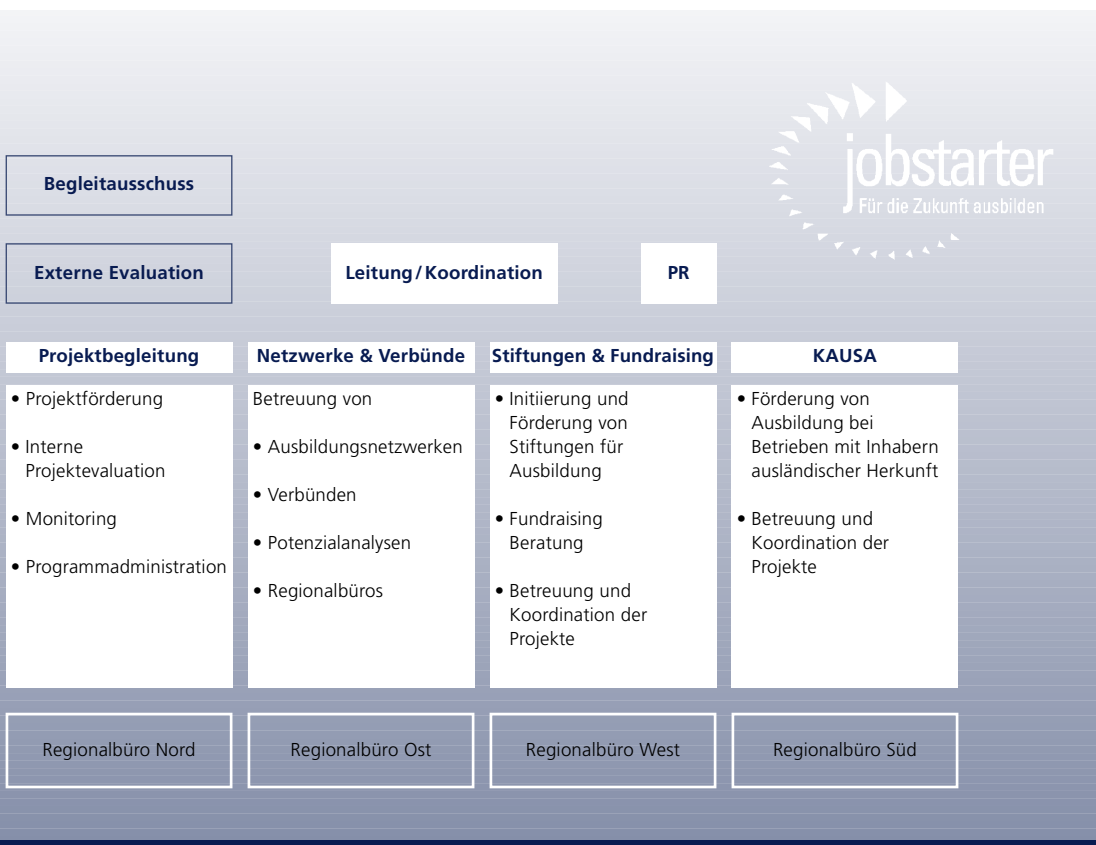 jobstarter
Für die Zukunft ausbilden
Begleitausschuss
Externe Evaluation
Leitung/Koordination
PR
Projektbegleitung
• Projektförderung
• Interne
Projektevaluation
• Monitoring
• Programmadministration
Netzwerke & Verbünde
Betreuung von
• Ausbildungsnetzwerken
• Verbünden
• Potenzialanalysen
• Regionalbüros
Stiftungen & Fundraising
• Initiierung und
Förderung von
Stiftungen für
Ausbildung
• Fundraising
Beratung
• Betreuung und
Koordination der
Projekte
KAUSA
• Förderung von
Ausbildung bei
Betrieben mit Inhabern
ausländischer Herkunft
• Betreuung und
Koordination der
Projekte
Regionalbüro Nord
Regionalbüro Ost
Regionalbüro West
Regionalbüro Süd